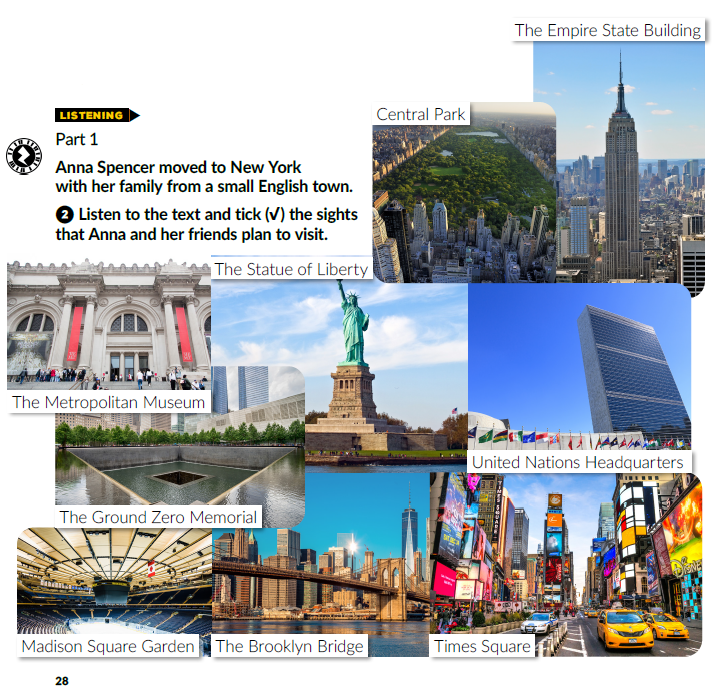 The Empire State Building
LISTENING
Central Park
Part 1
Anna Spencer moved to New York
with her family from a small English town.
2 Listen to the text and tick (√) the sights
that Anna and her friends plan to visit.
The Statue of Liberty
The Metropolitan Museum
United Nations Headquarters
The Ground Zero Memorial
TIMES SQUARE
DISNEY
Madison Square Garden
The Brooklyn Bridge
Times Square
28